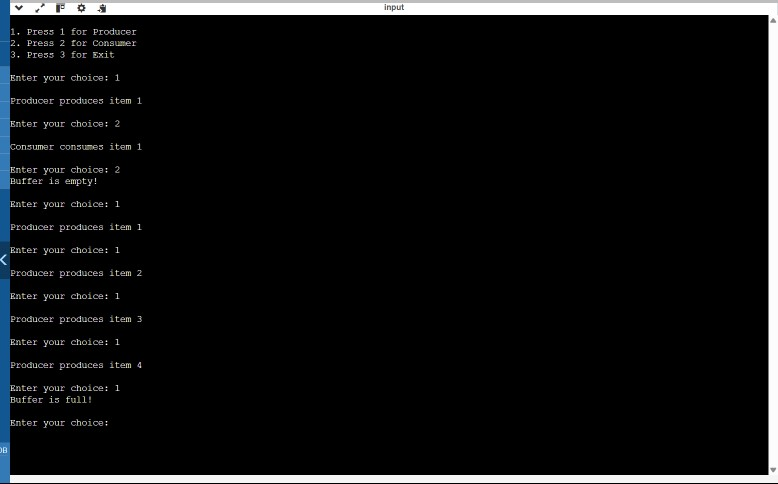 input
1. Press 1 for Producer
2. Press 2 for Consumer
3. Press 3 for Exit
Enter your choice: 1
Producer produces item 1
Enter your choice: 2
Consumer consumes item 1
Enter your choice: 2
Buffer is empty!
Enter your choice: 1
Producer produces item 1
Enter your choice: 1
Producer produces item 2
Enter your choice: 1
Producer produces item 3
Enter your choice: 1
Producer produces item 4
Enter your choice: 1
Buffer is full!
Enter your choice: